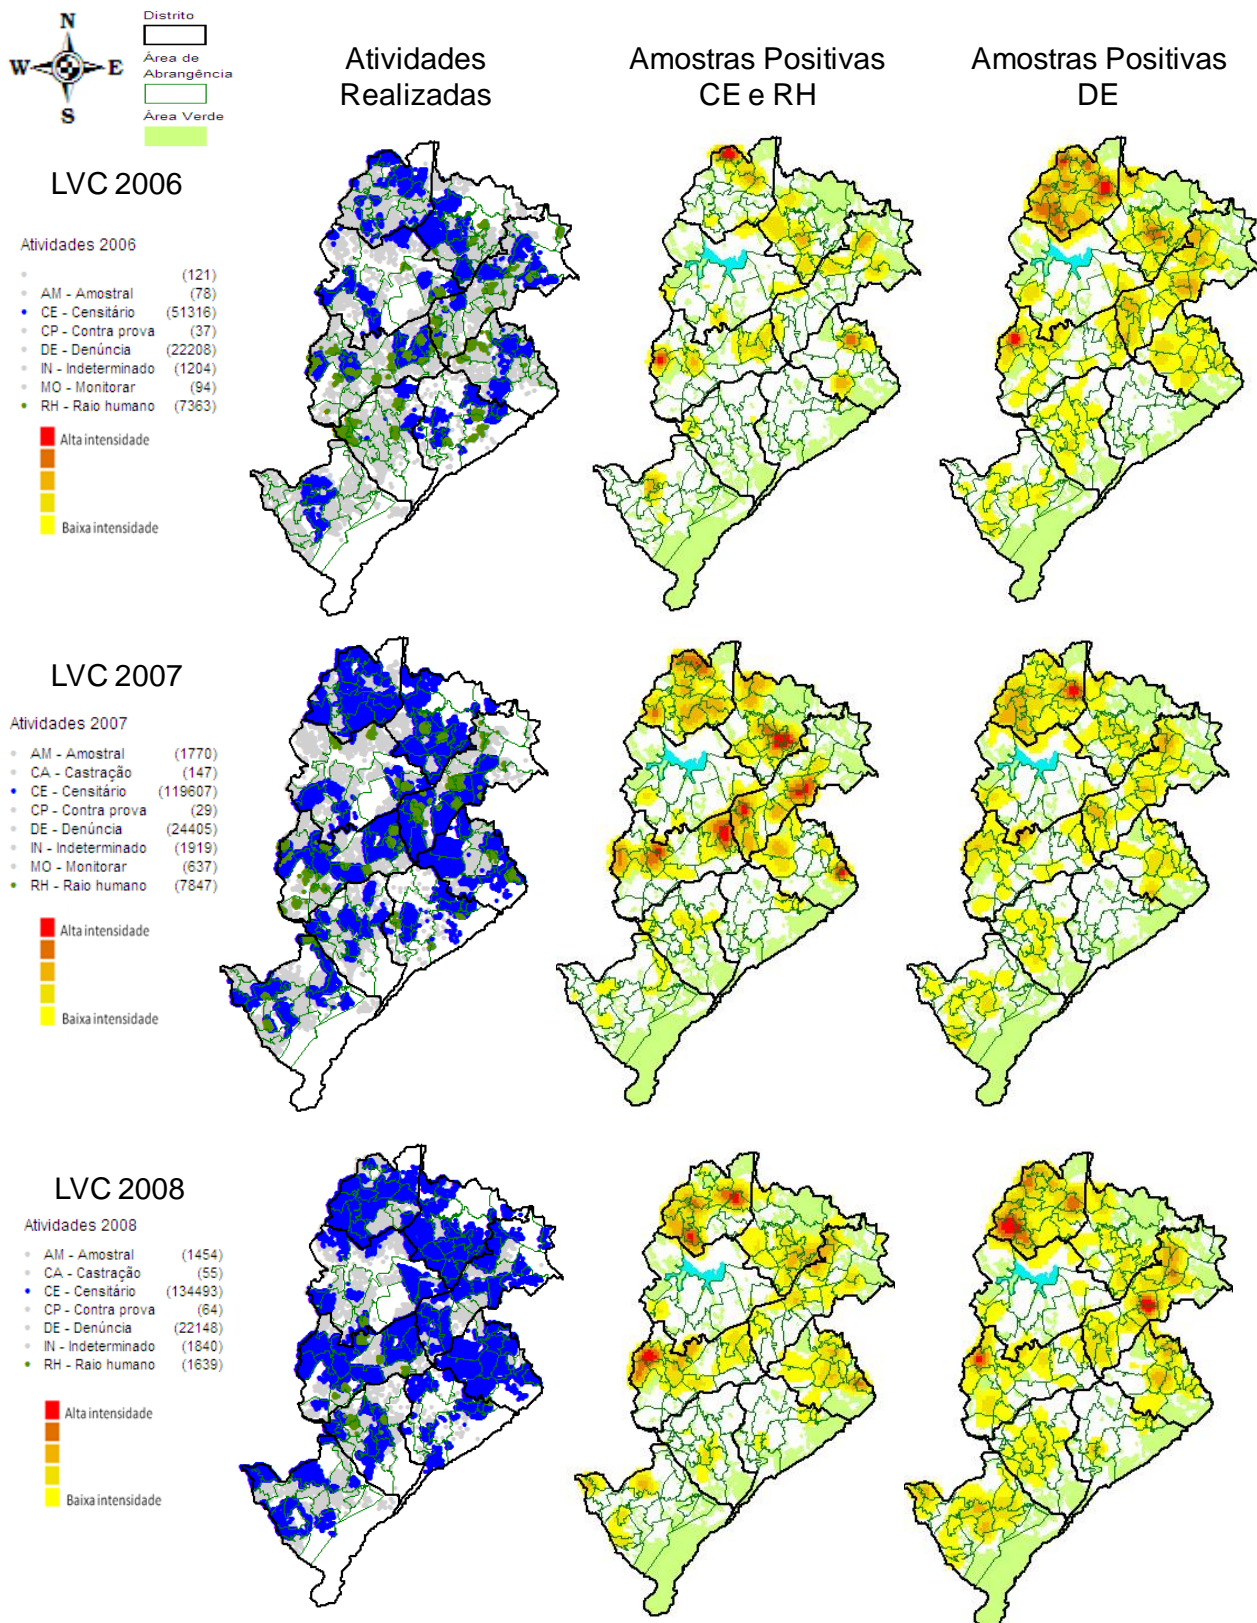 N
W E
S
Distrito
Área de
Abrangência
Área Verde
Atividades
Realizadas
Amostras Positivas
CE e RH
Amostras Positivas
DE
LVC 2006
Atividades 2006
(121)
AM - Amostral (78)
CE - Censitário (51316)
CP - Contra prova (37)
DE - Denúncia (22208)
IN - Indeterminado (1204)
MO - Monitorar (94)
RH - Raio humano (7363)
Alta intensidade
Baixa intensidade
LVC 2007
Atividades 2007
AM - Amostral (1770)
CA - Castração (147)
CE - Censitário (119607)
CP - Contra prova (29)
DE - Denúncia (24405)
IN - Indeterminado (1919)
MO - Monitorar (637)
RH - Raio humano (7847)
Alta intensidade
Baixa intensidade
LVC 2008
Atividades 2008
AM - Amostral (1454)
CA - Castração (55)
CE - Censitário (134493)
CP - Contra prova (64)
DE - Denúncia (22148)
IN - Indeterminado (1840)
RH - Raio humano (1639)
Alta intensidade
Baixa intensidade